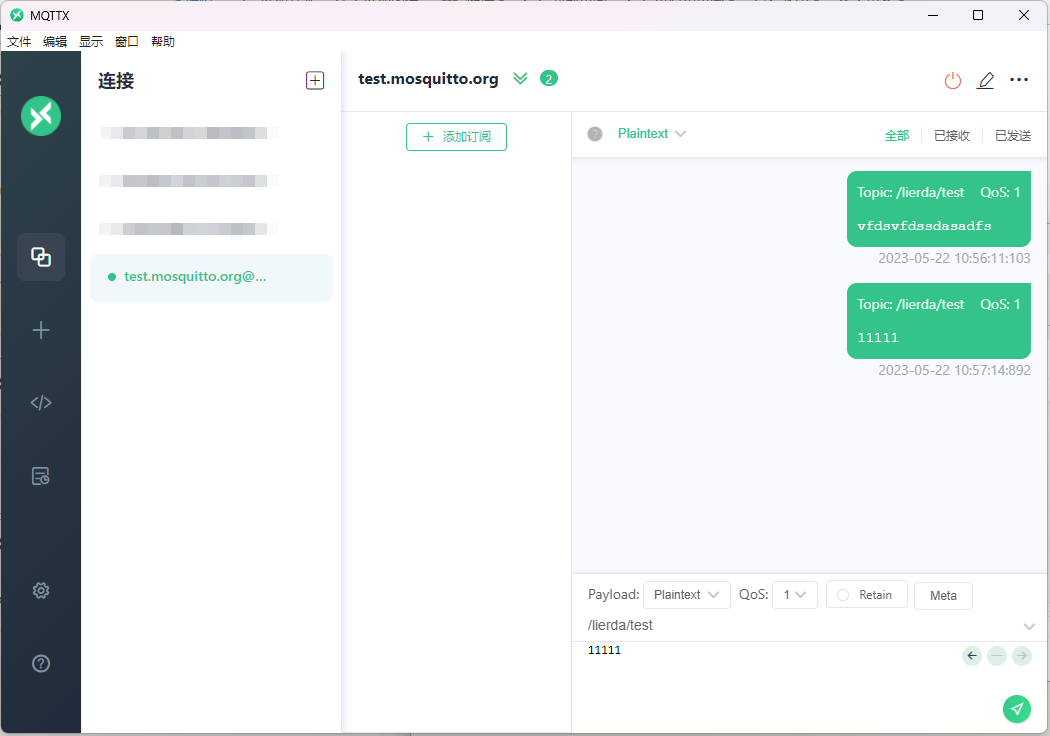 MQTTX
文件 编辑 显示 窗口 帮助
连接
test.mosquitto.org@...
test.mosquitto.org 2
添加订阅
Plaintext
全部 已接收 已发送
Topic: /lierda/test QoS: 1
vfdsvfdssdasadfs
2023-05-22 10:56:11:103
Topic: /lierda/test QoS: 1
11111
2023-05-22 10:57:14:892
Payload: Plaintext QoS: 1 Retain Meta
/lierda/test
11111